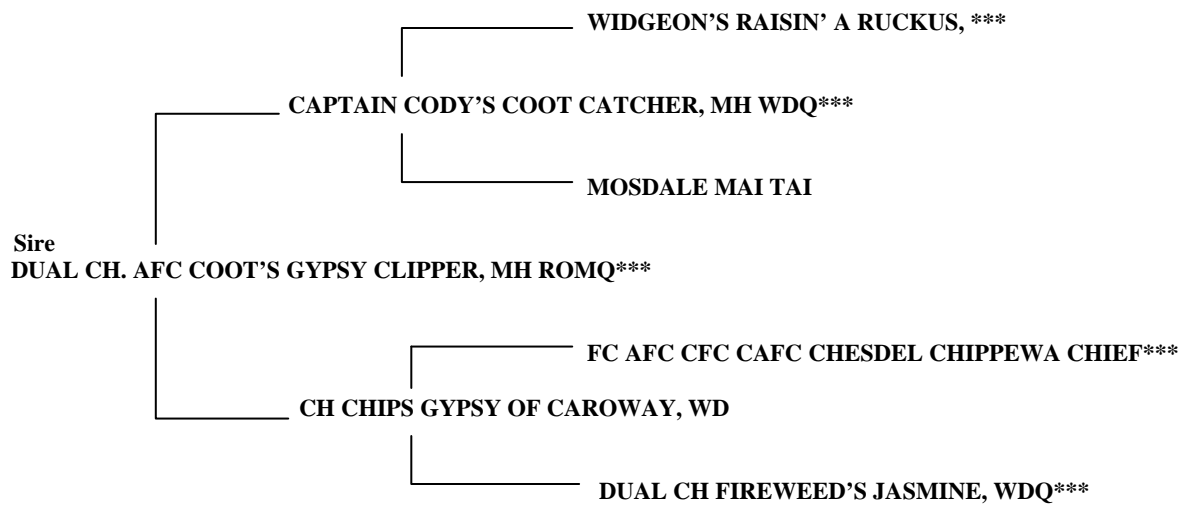 WIDGEON’S RAISIN’ A RUCKUS, ***
CAPTAIN CODY’S COOT CATCHER, MH WDQ***
MOSDALE MAI TAI
Sire
DUAL CH. AFC COOT’S GYPSY CLIPPER, MH ROMQ***
FC AFC CFC CAFC CHESDEL CHIPPEWA CHIEF***
CH CHIPS GYPSY OF CAROWAY, WD
DUAL CH FIREWEED’S JASMINE, WDQ***